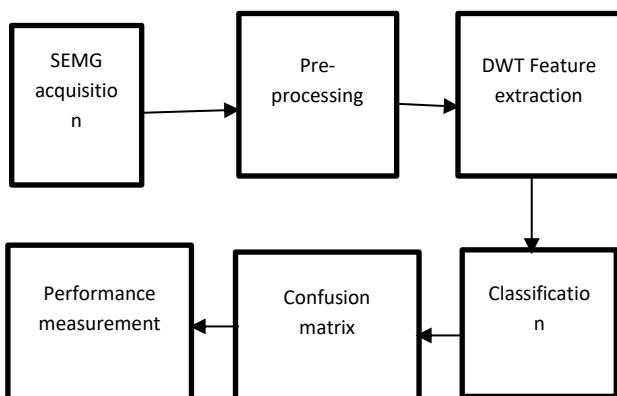 SEMG
acquisitio
n
Pre-
processing
DWT Feature
extraction
Classificatio
n
Confusion
matrix
Performance
measurement